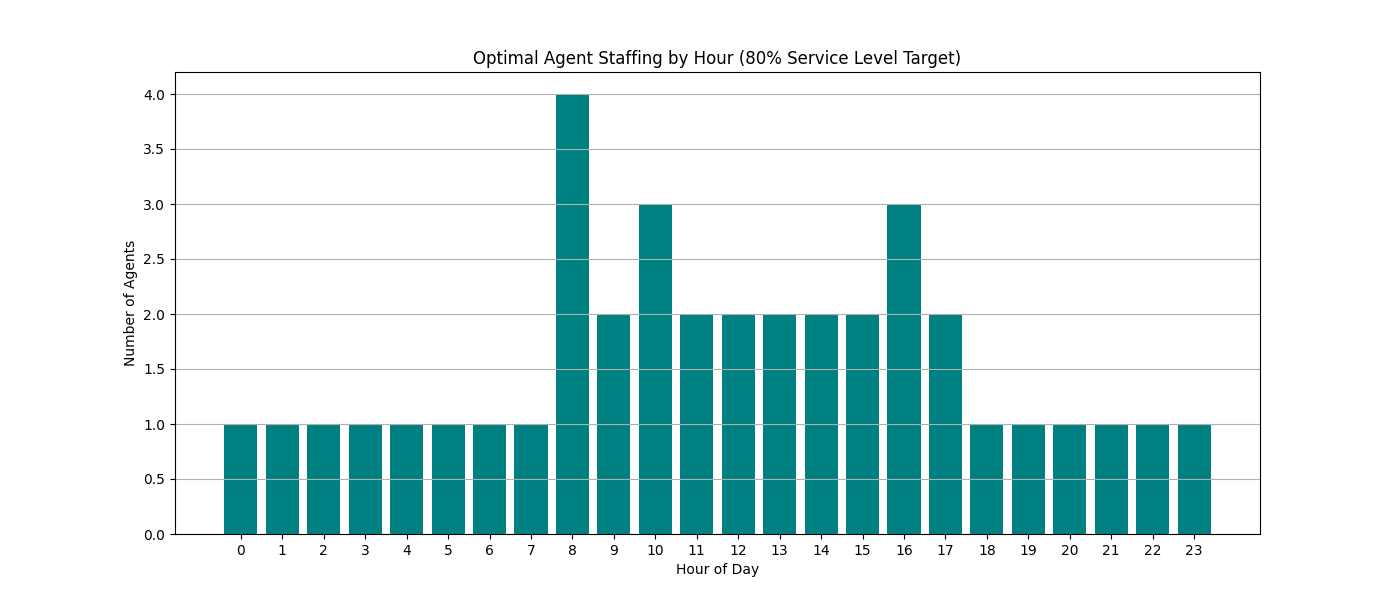 Optimal Agent Staffing by Hour (80% Service Level Target)
Number of Agents
4.0
3.5
3.0
2.5
2.0
1.5
1.0
0.5
0.0
0 1 2 3 4 5 6 7 8 9 10 11 12 13 14 15 16 17 18 19 20 21 22 23
Hour of Day